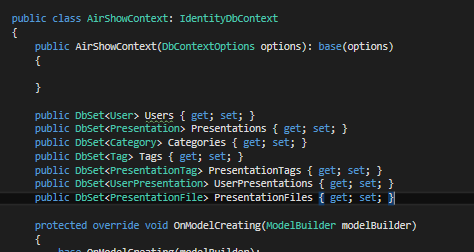 public class AirShowContext: IdentityDbContext
{
public AirShowContext(DbContextOptions options): base(options)
{
}
public DbSet<User> Users { get; set; }
public DbSet<Presentation> Presentations { get; set; }
public DbSet<Category> Categories { get; set; }
public DbSet<Tag> Tags { get; set; }
public DbSet<PresentationTag> PresentationTags { get; set; }
public DbSet<UserPresentation> UserPresentations { get; set; }
public DbSet<PresentationFile> PresentationFiles { get; set; }
protected override void OnModelCreating(ModelBuilder modelBuilder)
{
base.OnModelCreating(modelBuilder);